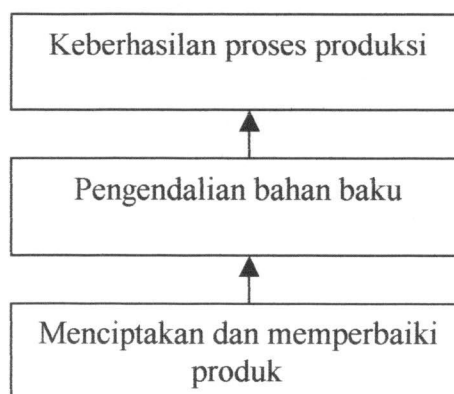 Keberhasilan proses produksi
Pengendalian bahan baku
Menciptakan dan memperbaiki
produk